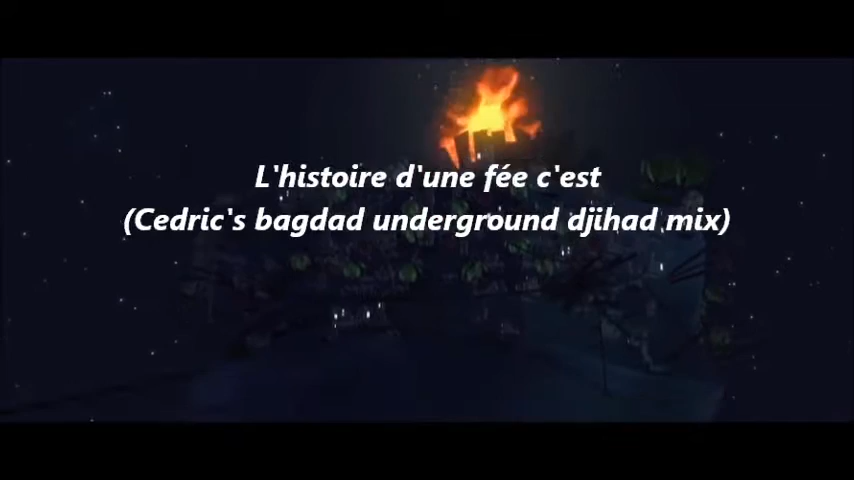 L'histoire d'une fée c'est
(Cedric's bagdad underground djihad mix)